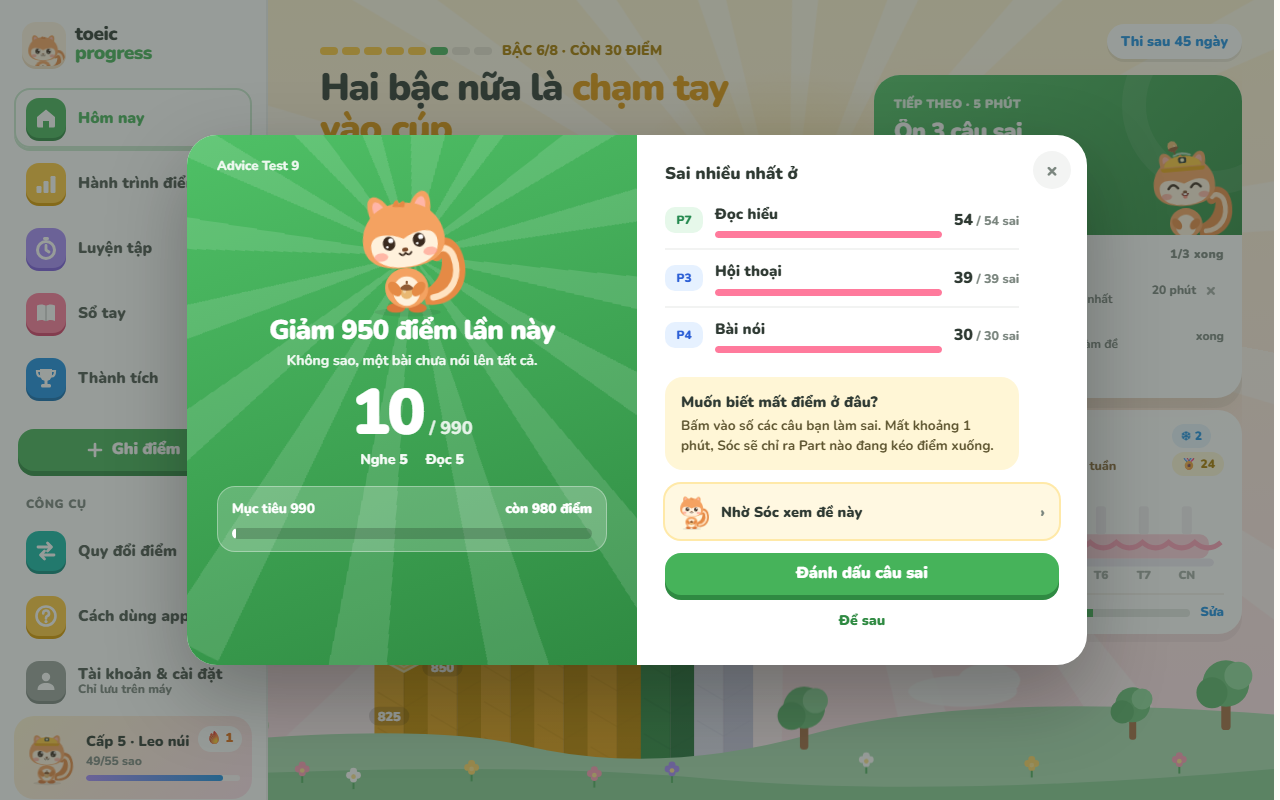 toeic
progress
Hôm nay
Luyện tập
Sổ tay
Thành tích
Ghi điểm
CÔNG CỤ
Quy đổi điểm
Cách dùng app
Tài khoản & cài đặt
Chỉ lưu trên máy
Cấp 5 · Leo núi
1
49/55 sao
BẬC 6/8 · CÒN 30 ĐIỂM
Hai bậc nữa là chạm tay
vào cúp
Thi sau 45 ngày
TIẾP THEO · 5 PHÚT
Ôn 3 câu sai
Advice Test 9
Giảm 950 điểm lần này
Không sao, một bài chưa nói lên tất cả.
10 / 990
Nghe 5 Đọc 5
Mục tiêu 990 còn 980 điểm
Sai nhiều nhất ở
×
P7 Đọc hiểu 54 / 54 sai
P3 Hội thoại 39 / 39 sai
P4 Bài nói 30 / 30 sai
Muốn biết mất điểm ở đâu?
Bấm vào số các câu bạn làm sai. Mất khoảng 1
phút, Sóc sẽ chỉ ra Part nào đang kéo điểm xuống.
Nhờ Sóc xem đề này ›
Đánh dấu câu sai
Để sau
1/3 xong
20 phút ×
xong
2
24
tuần
T6 T7 CN
Sửa
850
825